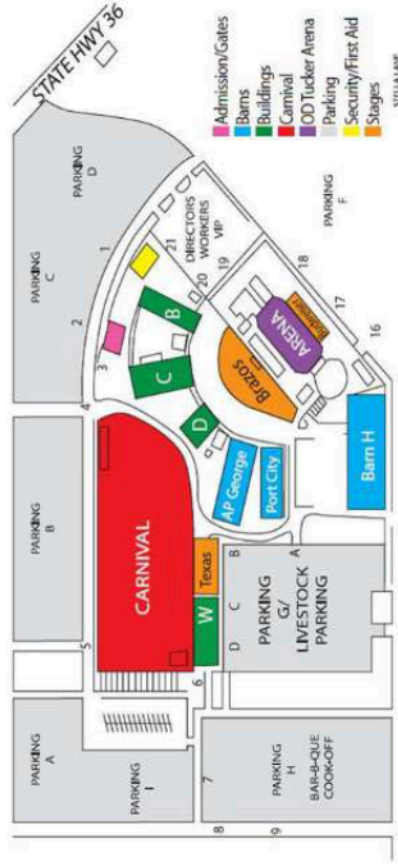 STATE HWY 36
Admission/Gates
Barns
Buildings
Carnival
OD Tucker Arena
Parking
Security/First Aid
Stages
STELLA LANE
PARKING
D
PARKING
C
PARKING
B
PARKING
A
PARKING
I
PARKING
F
PARKING
G/
LIVESTOCK
PARKING
PARKING
H
BAR-B-QUE
COOK-OFF
DIRECTORS
WORKERS
VIP
CARNIVAL
B
C
D
W
Texas
AP George
Port City
Barn H
Brazos
ARENA
Budweiser
A
B
C
D
1
2
3
4
5
6
7
8
9
16
17
18
19
20
21